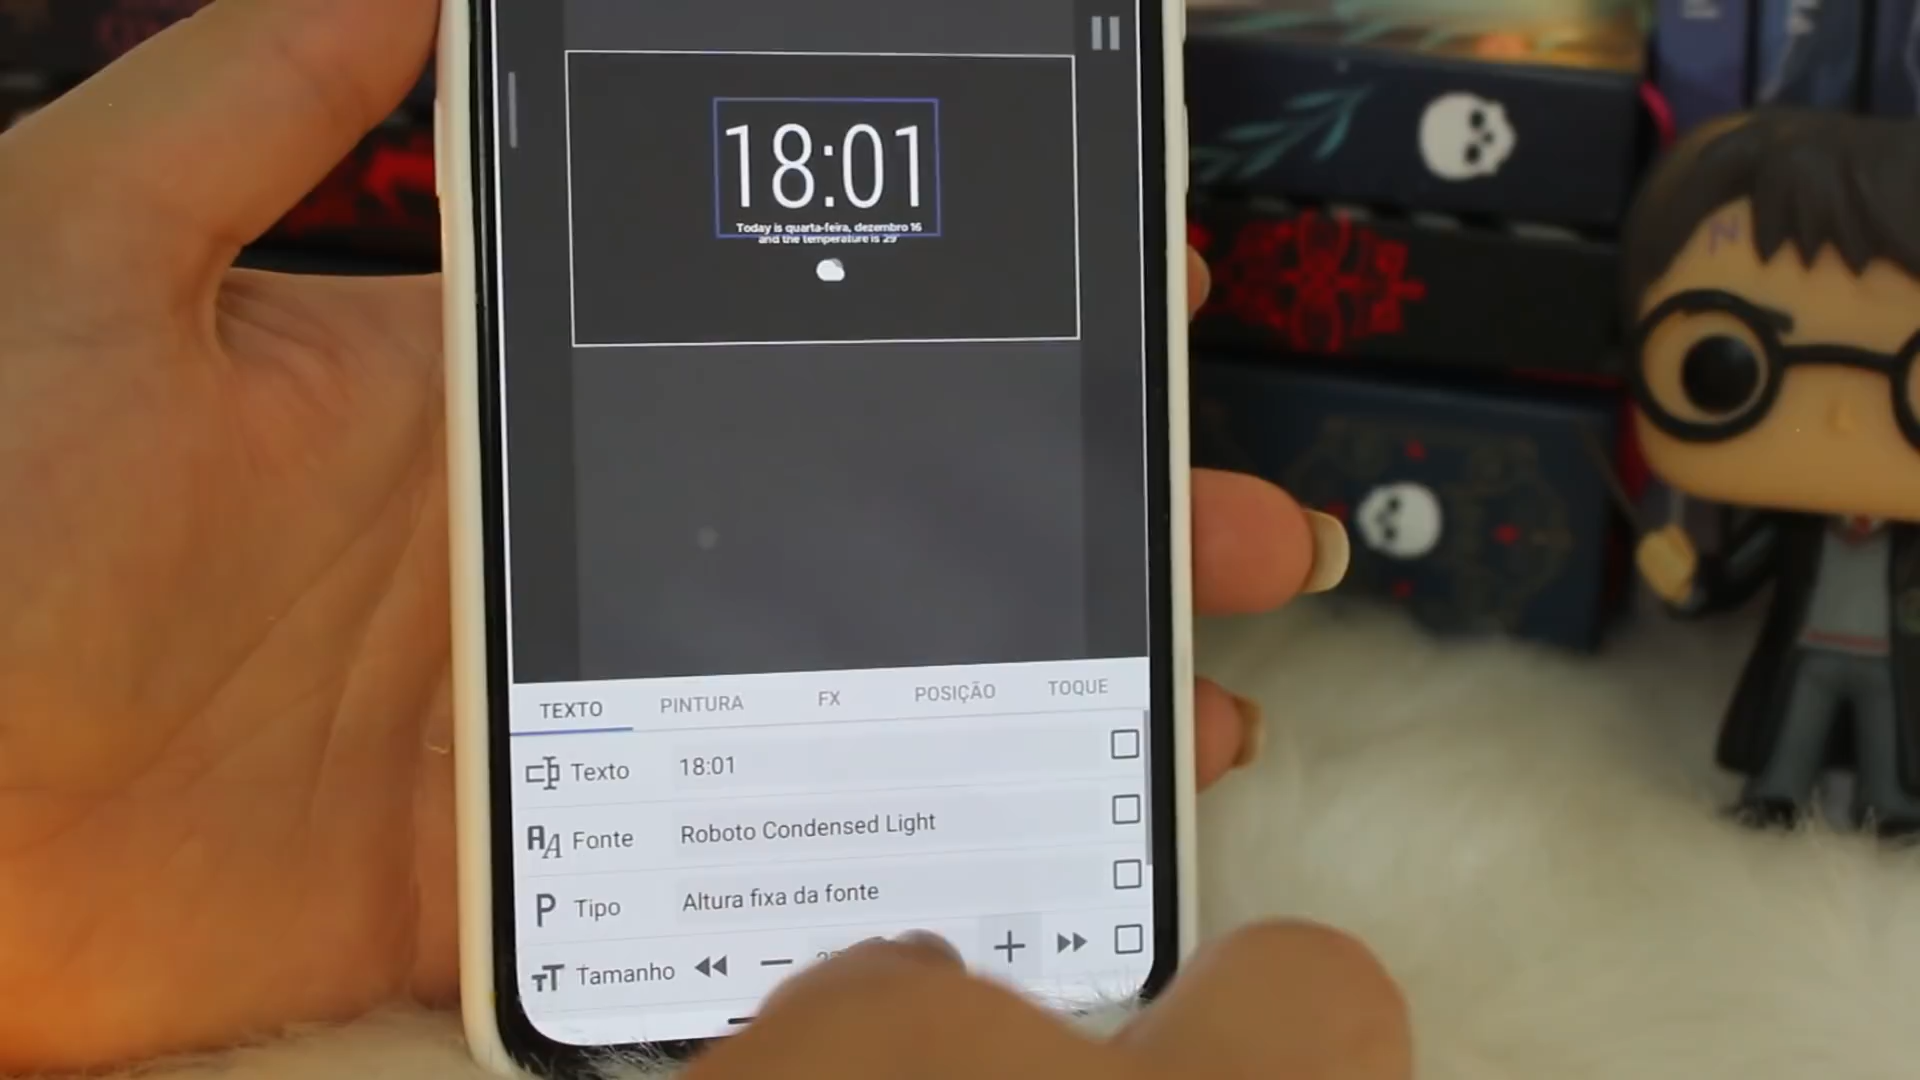 18:01
Today is quarta-feira, dezembro 16
and the temperature is 29°
TEXTO PINTURA FX POSIÇÃO TOQUE
Texto 18:01
Fonte Roboto Condensed Light
Tipo Altura fixa da fonte
Tamanho